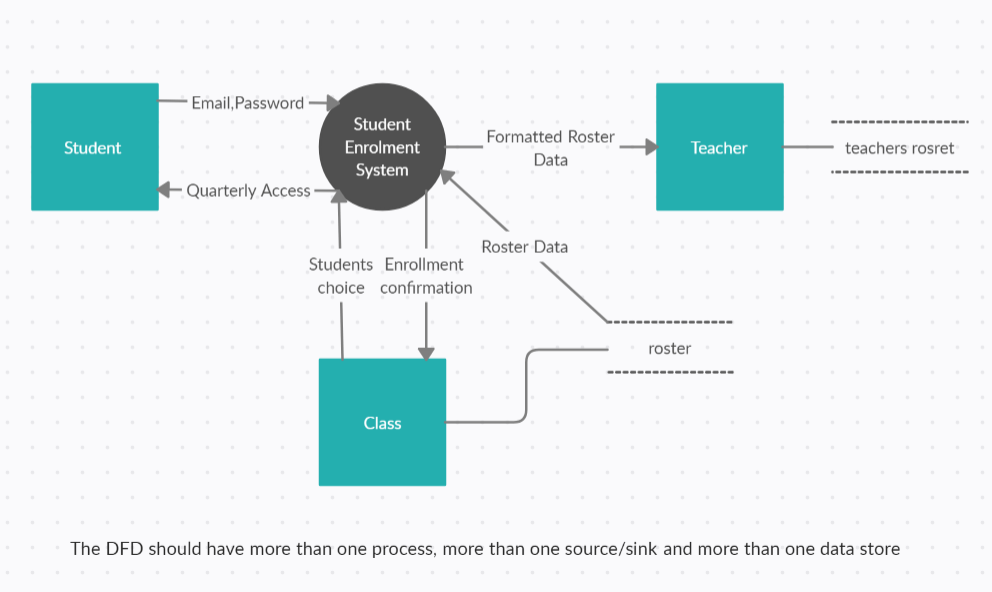 Student
Email,Password
Quarterly Access
Student
Enrolment
System
Formatted Roster
Data
Teacher
teachers rosret
Roster Data
Students
choice
Enrollment
confirmation
roster
Class
The DFD should have more than one process, more than one source/sink and more than one data store